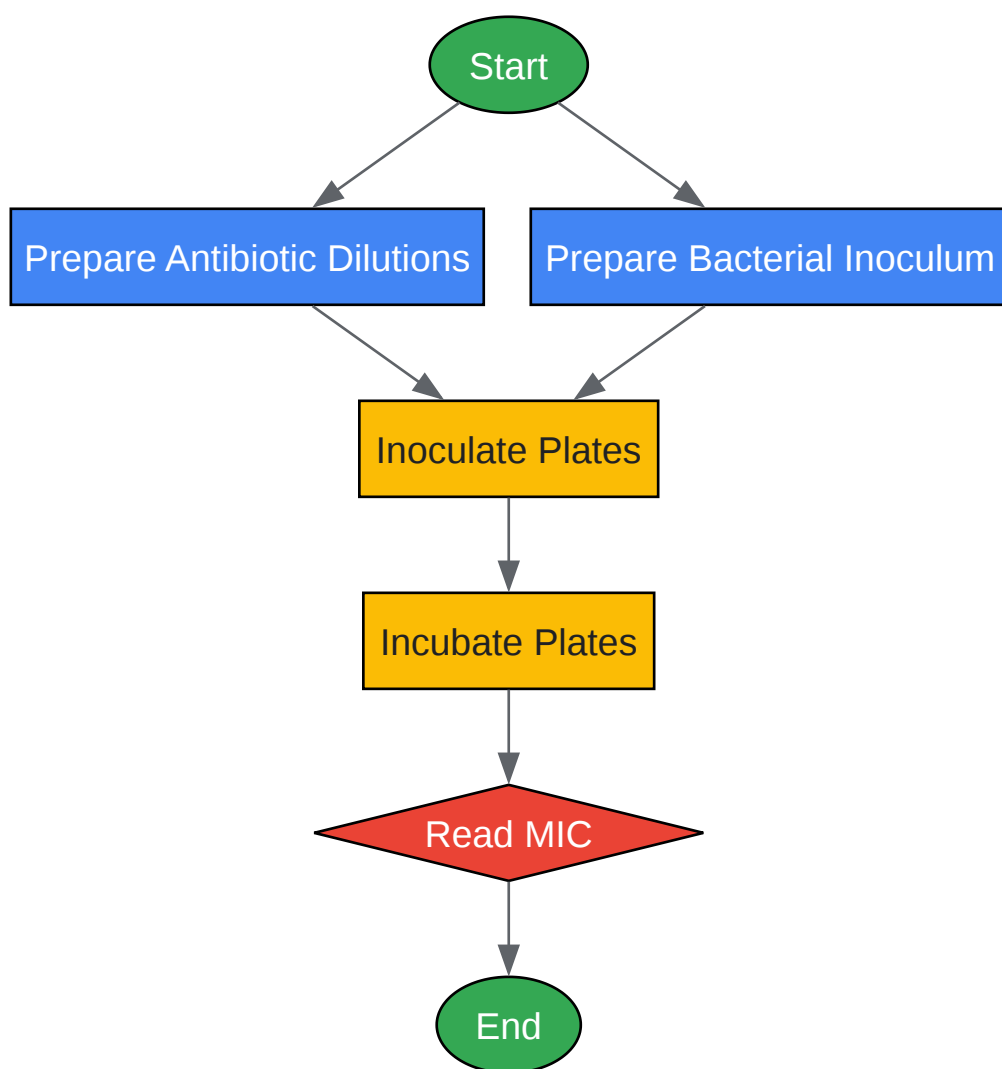 Start
Prepare Antibiotic Dilutions
Prepare Bacterial Inoculum
Inoculate Plates
Incubate Plates
Read MIC
End